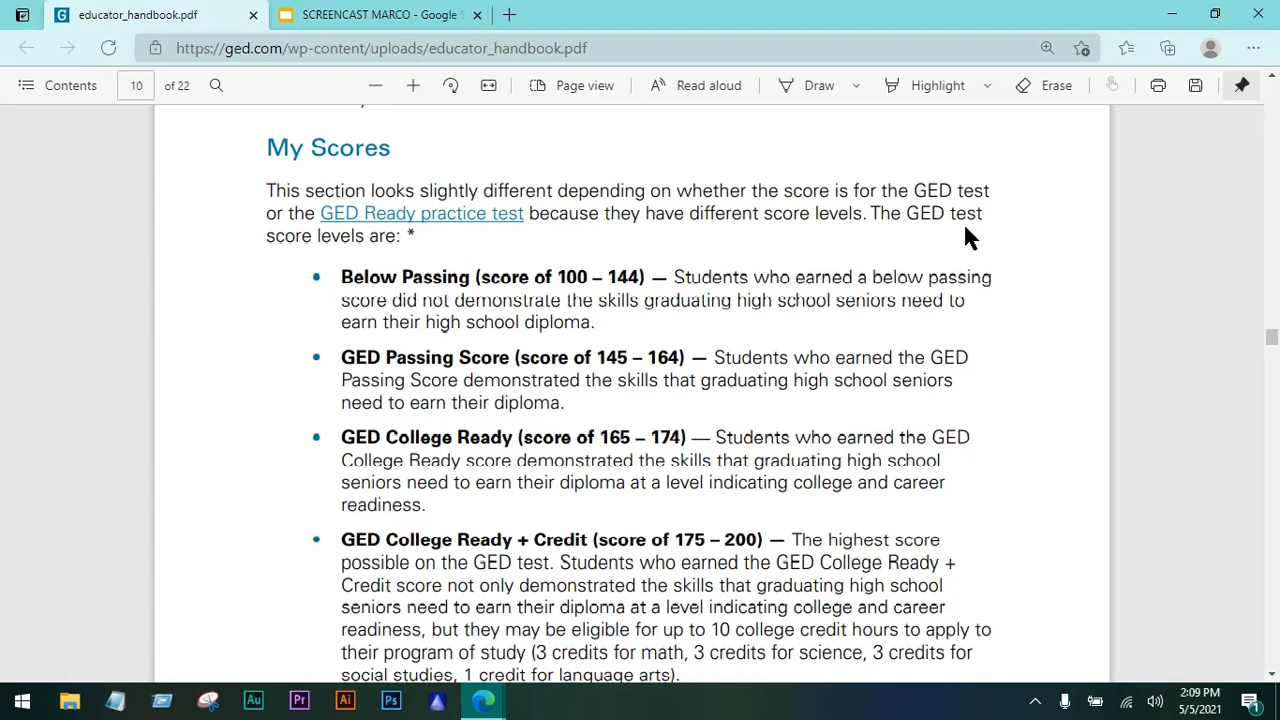 educator_handbook.pdf
SCREENCAST MARCO - Google S
https://ged.com/wp-content/uploads/educator_handbook.pdf
Contents
10
of 22
Page view
Read aloud
Draw
Highlight
Erase
My Scores
This section looks slightly different depending on whether the score is for the GED test
or the GED Ready practice test because they have different score levels. The GED test
score levels are: *
• Below Passing (score of 100 – 144) — Students who earned a below passing
score did not demonstrate the skills graduating high school seniors need to
earn their high school diploma.
• GED Passing Score (score of 145 – 164) — Students who earned the GED
Passing Score demonstrated the skills that graduating high school seniors
need to earn their diploma.
• GED College Ready (score of 165 – 174) — Students who earned the GED
College Ready score demonstrated the skills that graduating high school
seniors need to earn their diploma at a level indicating college and career
readiness.
• GED College Ready + Credit (score of 175 – 200) — The highest score
possible on the GED test. Students who earned the GED College Ready +
Credit score not only demonstrated the skills that graduating high school
seniors need to earn their diploma at a level indicating college and career
readiness, but they may be eligible for up to 10 college credit hours to apply to
their program of study (3 credits for math, 3 credits for science, 3 credits for
social studies, 1 credit for language arts).
Au
Pr
Ai
Ps
2:09 PM
5/5/2021
1